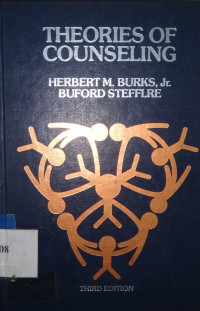 THEORIES OF
COUNSELING
HERBERT M. BURKS, Jr.
BUFORD STEFFLRE
08
THIRD EDITION